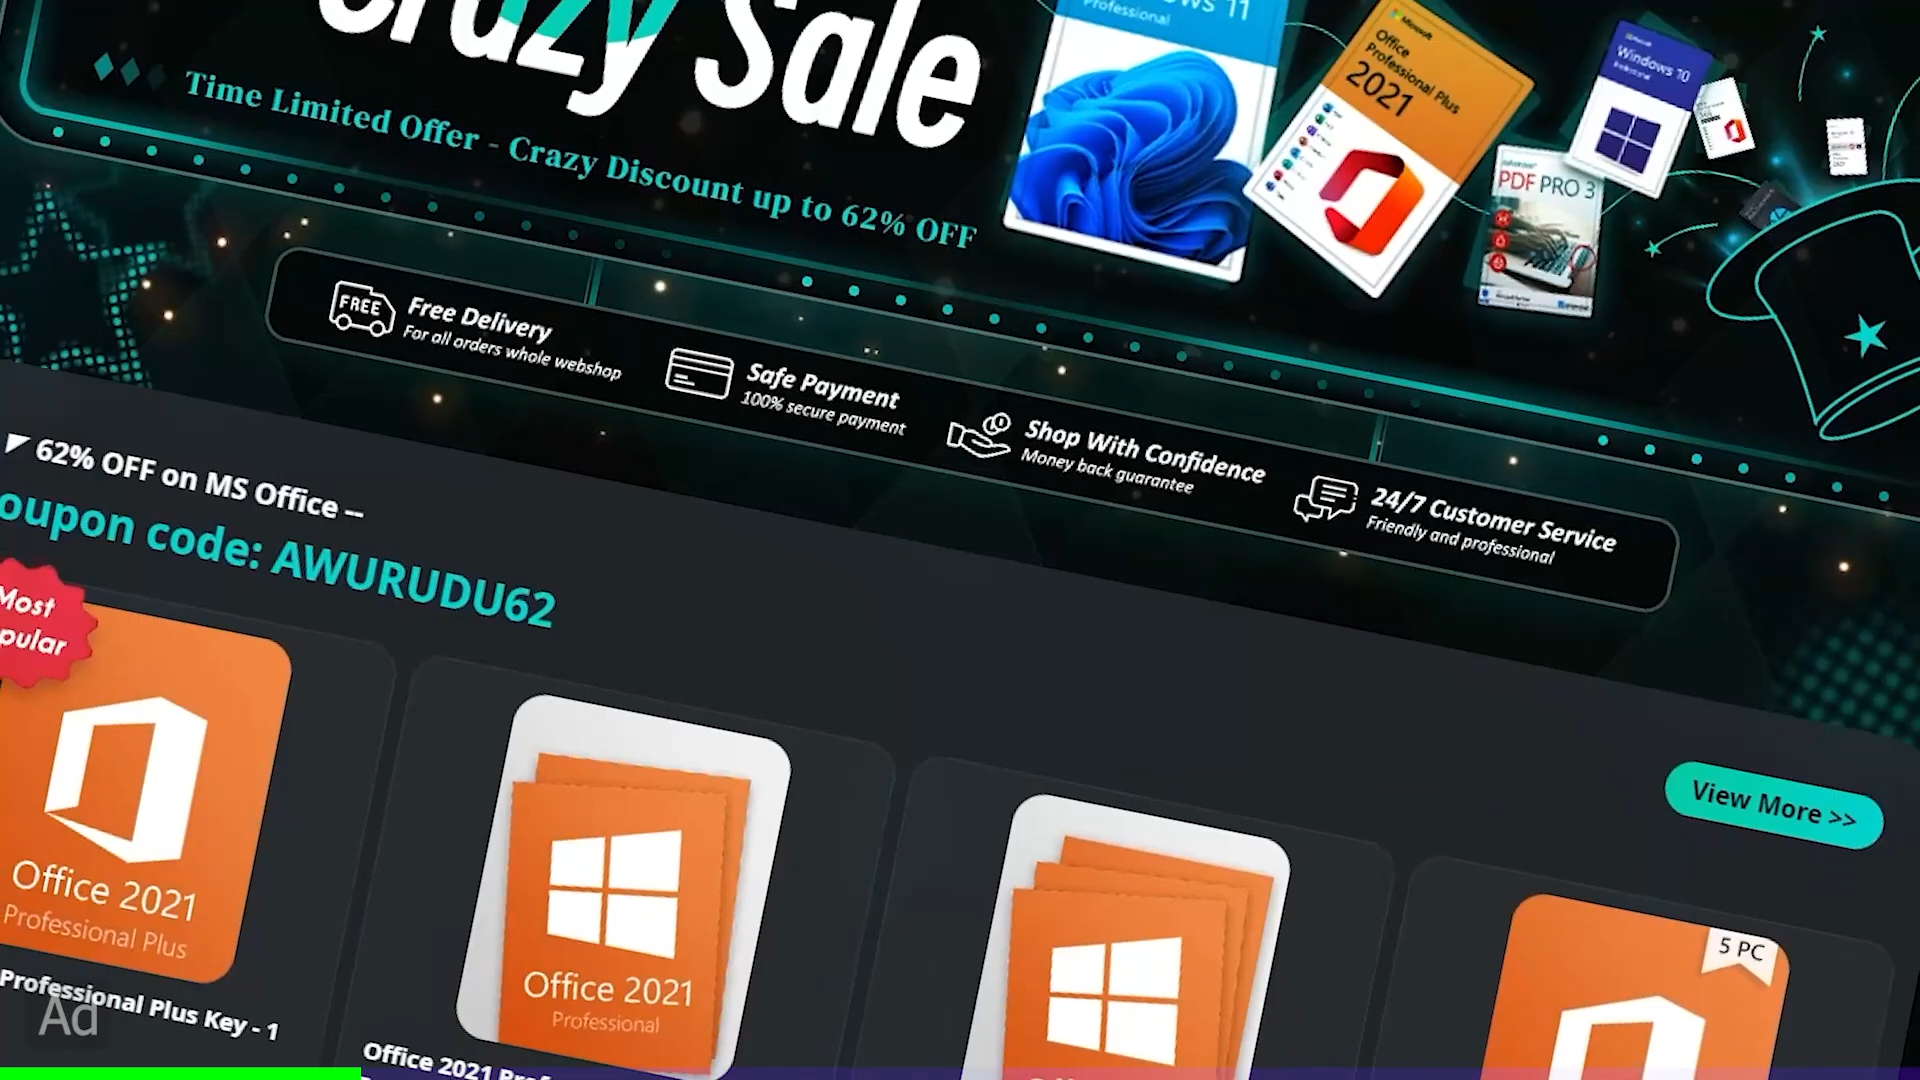 Crazy Sale
Time Limited Offer - Crazy Discount up to 62% OFF
11
Professional
Microsoft
Office
Professional Plus
2021
Windows 10
PDF PRO 3
FREE
Free Delivery
For all orders whole webshop
Safe Payment
100% secure payment
Shop With Confidence
Money back guarantee
24/7 Customer Service
Friendly and professional
62% OFF on MS Office --
oupon code: AWURUDU62
View More >>
Most
pular
Office 2021
Professional Plus
Professional Plus Key - 1
Office 2021
Professional
Office 2021
5 PC
Ad